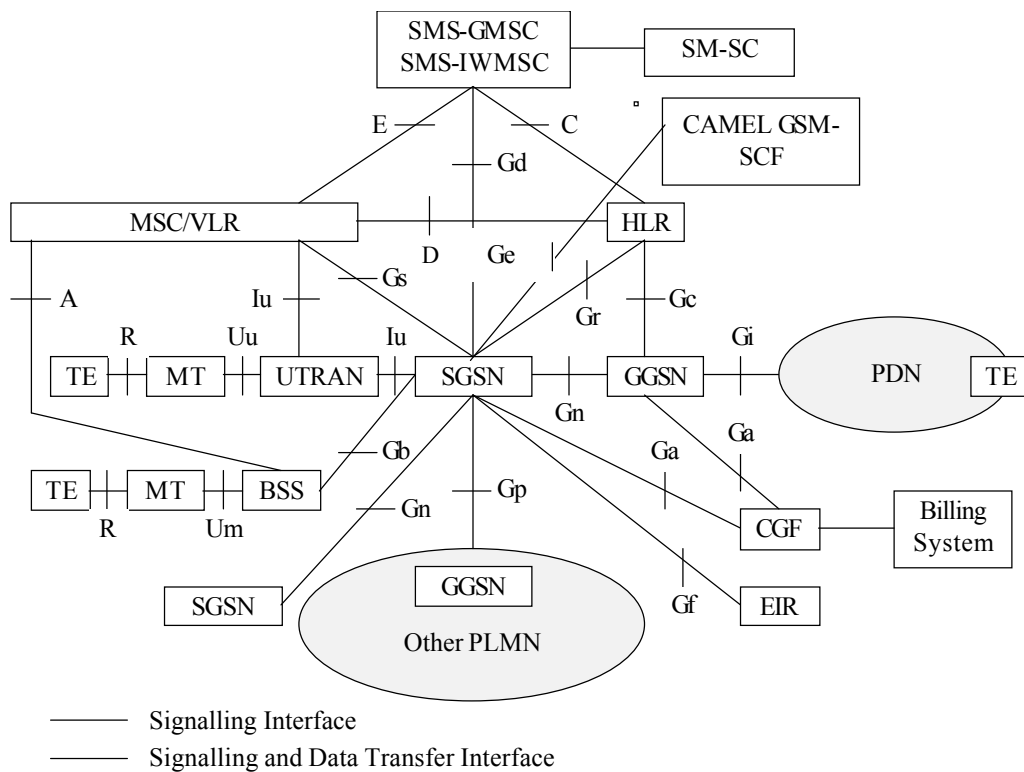 SMS-GMSC
SMS-IWMSC
SM-SC
E
C
CAMEL GSM-
SCF
Gd
MSC/VLR
HLR
D
Ge
A
Iu
Gs
Gr
Gc
R
Uu
Iu
Gi
TE
MT
UTRAN
SGSN
GGSN
PDN
TE
Gn
Gb
Ga
Ga
TE
MT
BSS
Gp
R
Um
Gn
CGF
Billing
System
SGSN
GGSN
Gf
EIR
Other PLMN
Signalling Interface
Signalling and Data Transfer Interface